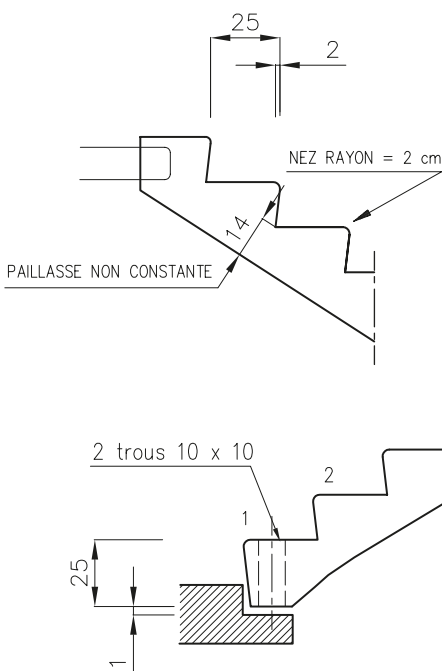 25
2
NEZ RAYON = 2 cm
14
PAILLASSE NON CONSTANTE
2 trous 10 x 10
2
1
25
1